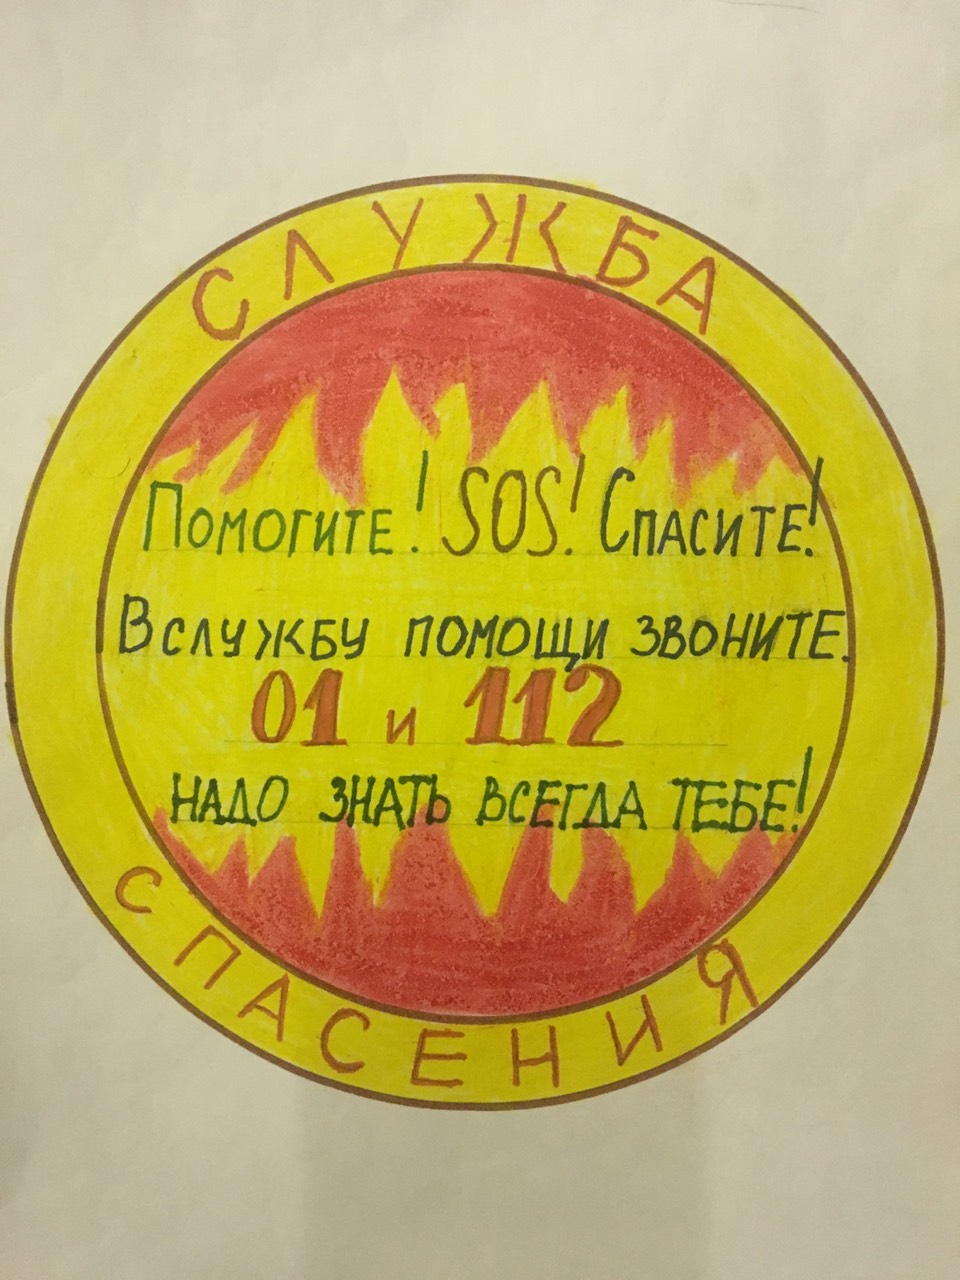 СЛУЖБА
Помогите! SOS! Спасите!
В службу помощи звоните.
01 и 112
надо знать всегда тебе!
СПАСЕНИЯ